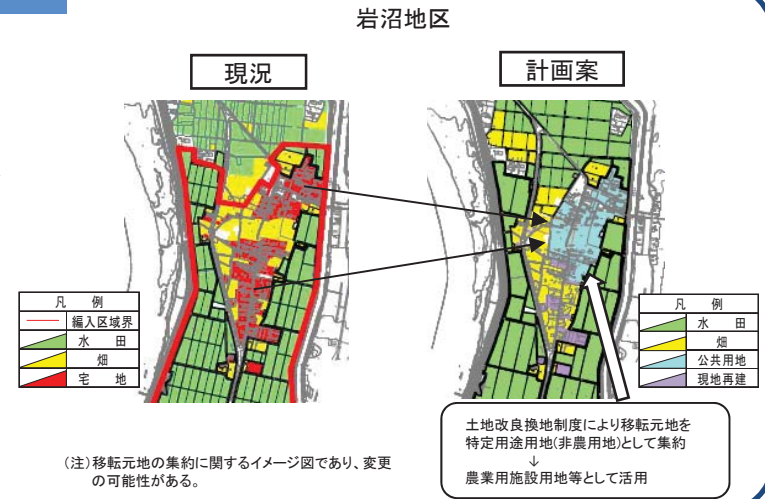 岩沼地区
現況
計画案
凡 例
編入区域界
水 田
畑
宅 地
凡 例
水 田
畑
公共用地
現地再建
土地改良換地制度により移転元地を
特定用途用地(非農用地)として集約
↓
農業用施設用地等として活用
(注)移転元地の集約に関するイメージ図であり、変更
の可能性がある。